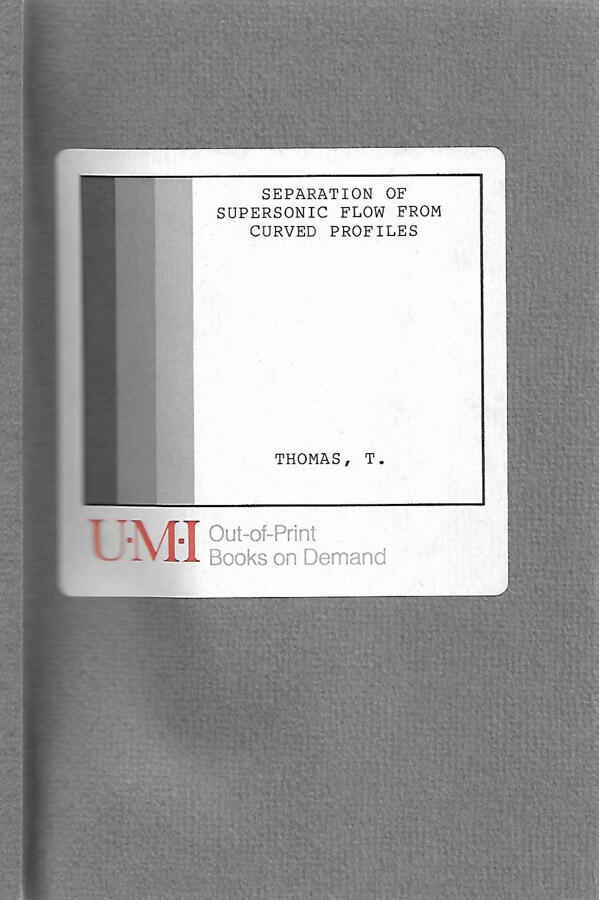 SEPARATION OF
SUPERSONIC FLOW FROM
CURVED PROFILES
THOMAS, T.
U·M·I
Out-of-Print
Books on Demand